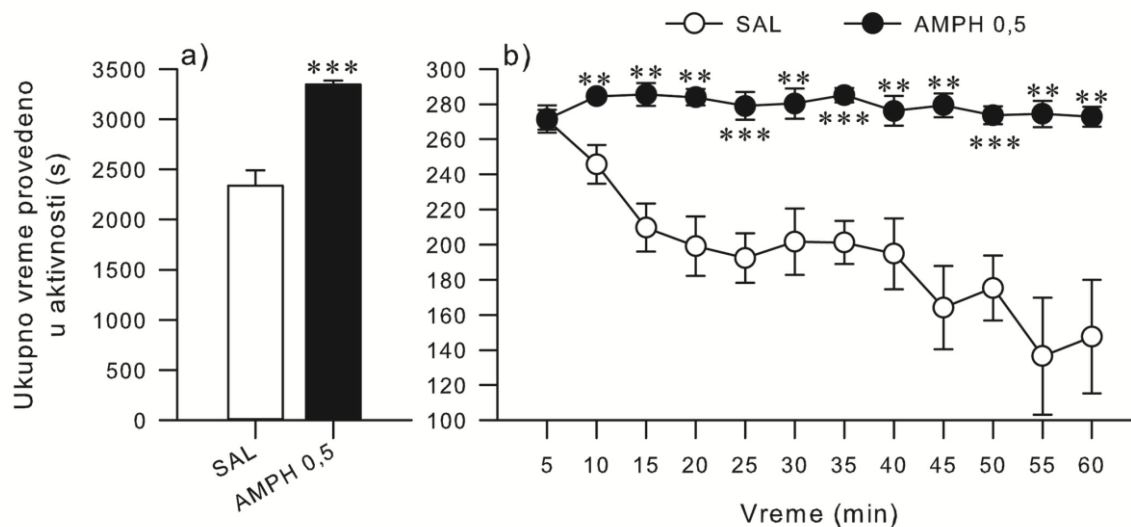 SAL AMPH 0,5
a) b)
Ukupno vreme provedeno
u aktivnosti (s)
3500
3000
2500
2000
1500
1000
500
0
***
SAL
AMPH 0,5
300
280
260
240
220
200
180
160
140
120
100
** ** ** ** ** ** ** **
*** *** ***
5 10 15 20 25 30 35 40 45 50 55 60
Vreme (min)